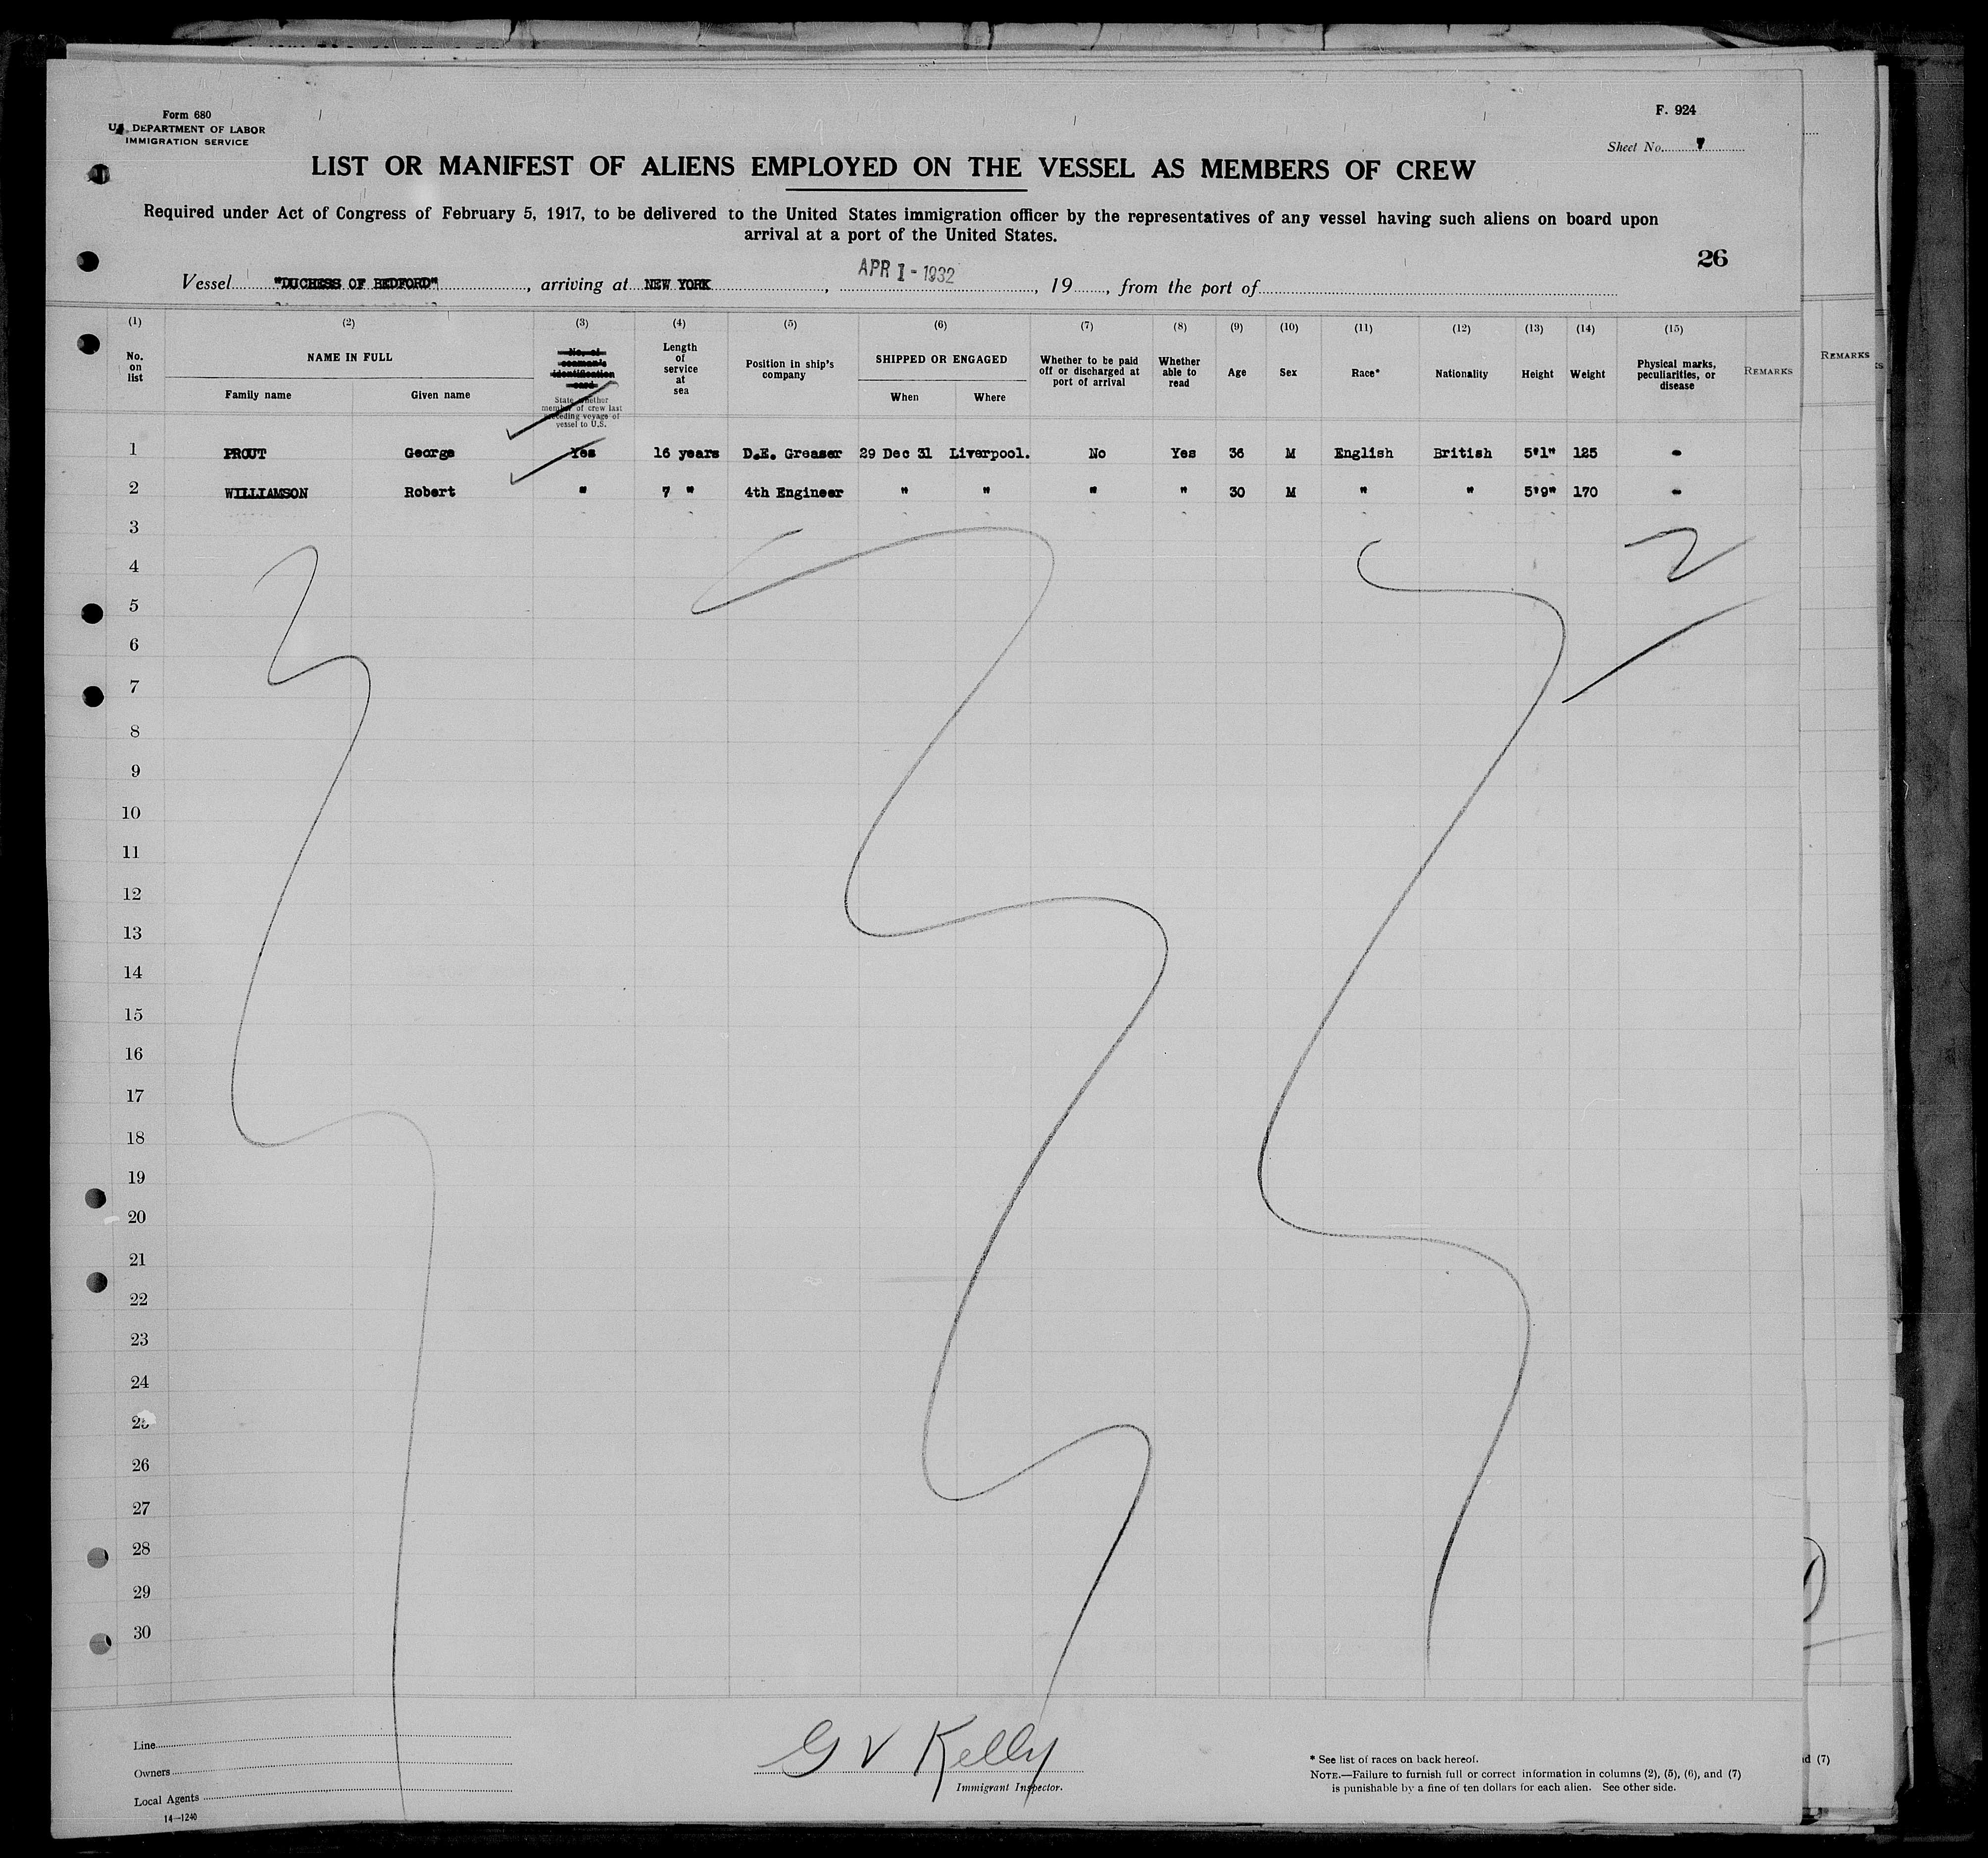 Form 680
U.S. DEPARTMENT OF LABOR
IMMIGRATION SERVICE
F. 924
Sheet No. 7
LIST OR MANIFEST OF ALIENS EMPLOYED ON THE VESSEL AS MEMBERS OF CREW
Required under Act of Congress of February 5, 1917, to be delivered to the United States immigration officer by the representatives of any vessel having such aliens on board upon
arrival at a port of the United States.
26
Vessel "DUCHESS OF BEDFORD", arriving at NEW YORK, APR 1 - 1932, 19, from the port of
(1) (2) (3) (4) (5) (6) (7) (8) (9) (10) (11) (12) (13) (14) (15)
No. on list
NAME IN FULL
Family name
Given name
No. of seaman's identification card
State whether member of crew last preceding voyage of vessel to U.S.
Length of service at sea
Position in ship's company
SHIPPED OR ENGAGED
When
Where
Whether to be paid off or discharged at port of arrival
Whether able to read
Age
Sex
Race*
Nationality
Height
Weight
Physical marks, peculiarities, or disease
REMARKS
REMARKS
1 PROUT George Yes 16 years D.E. Greaser 29 Dec 31 Liverpool. No Yes 36 M English British 5'1" 125 -
2 WILLIAMSON Robert " 7 " 4th Engineer " " " " 30 M " " 5'9" 170 -
3
4
5
6
7
8
9
10
11
12
13
14
15
16
17
18
19
20
21
22
23
24
25
26
27
28
29
30
2
Line
Owners
Local Agents
14—1240
G V Kelly
Immigrant Inspector.
* See list of races on back hereof.
NOTE.—Failure to furnish full or correct information in columns (2), (5), (6), and (7)
is punishable by a fine of ten dollars for each alien. See other side.
d (7)